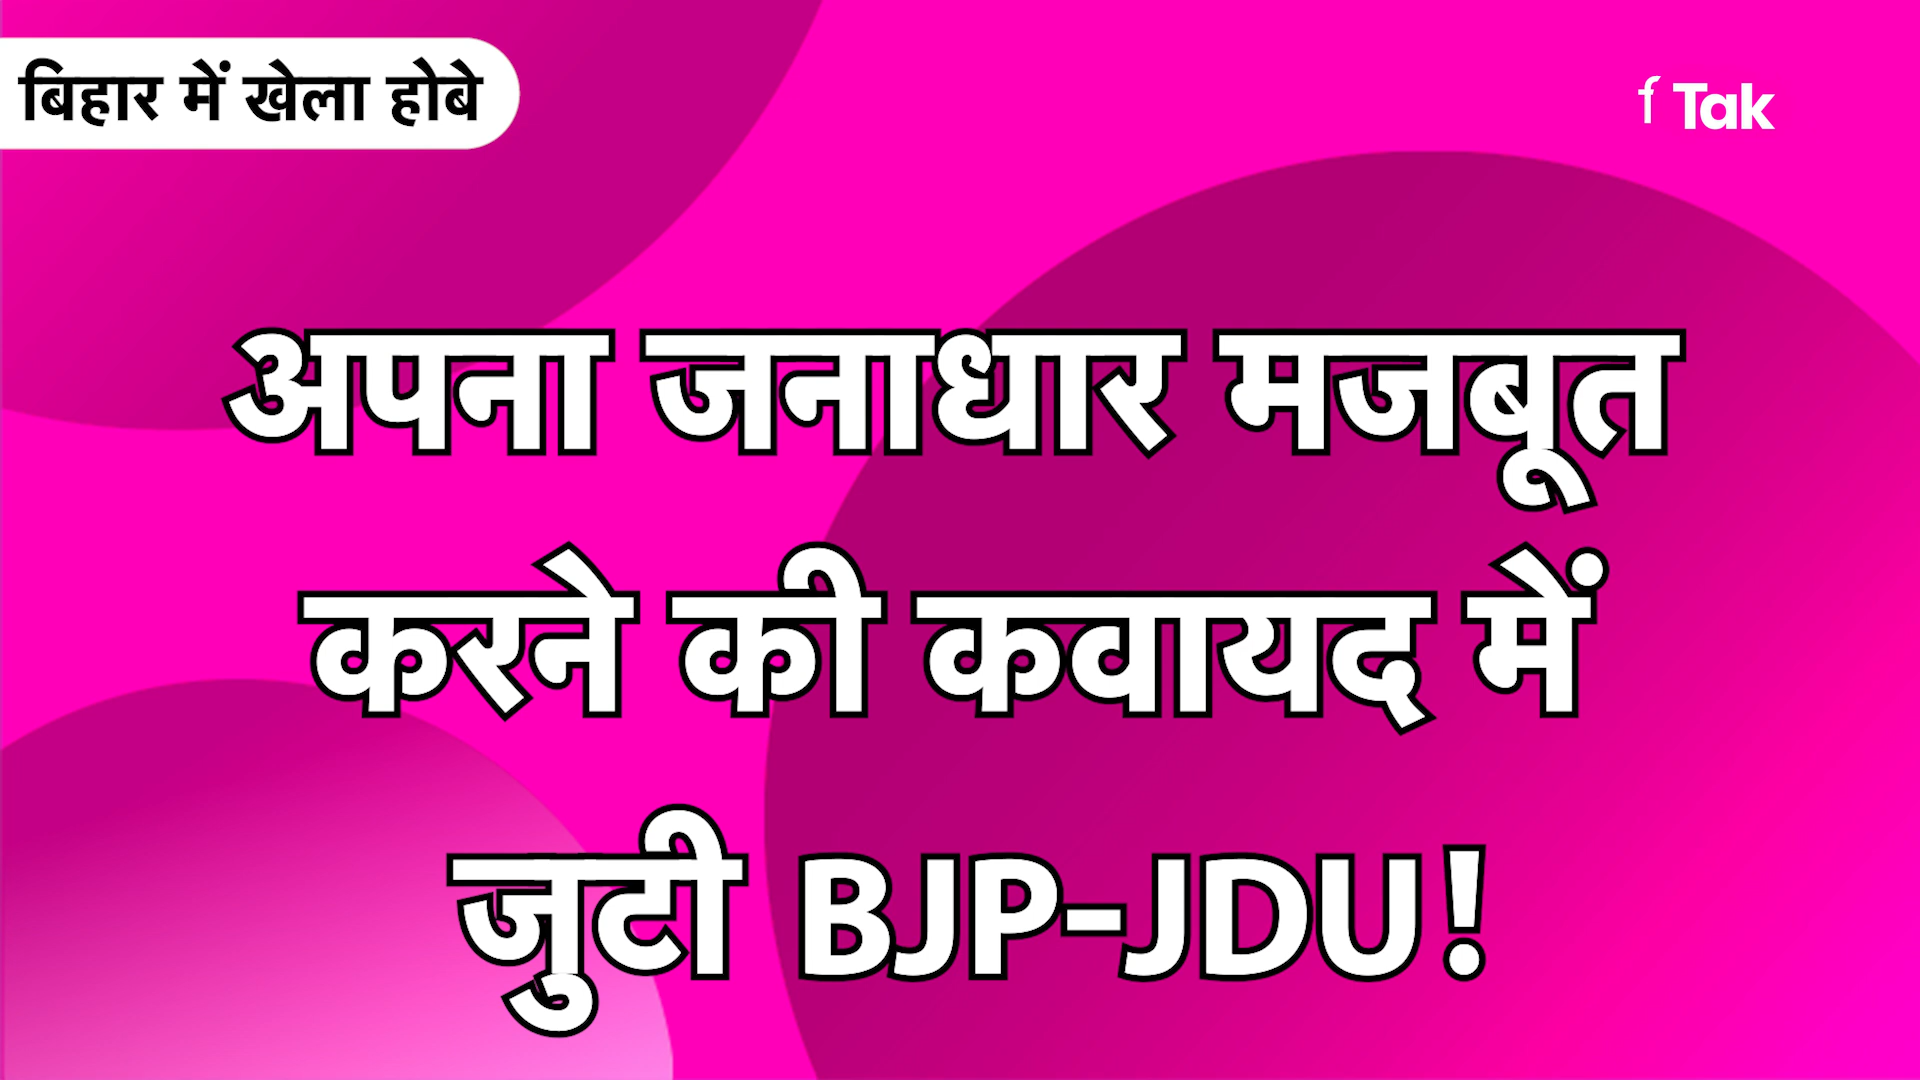 बिहार में खेला होबे
f Tak
अपना जनाधार मजबूत
करने की कवायद में
जुटी BJP-JDU!